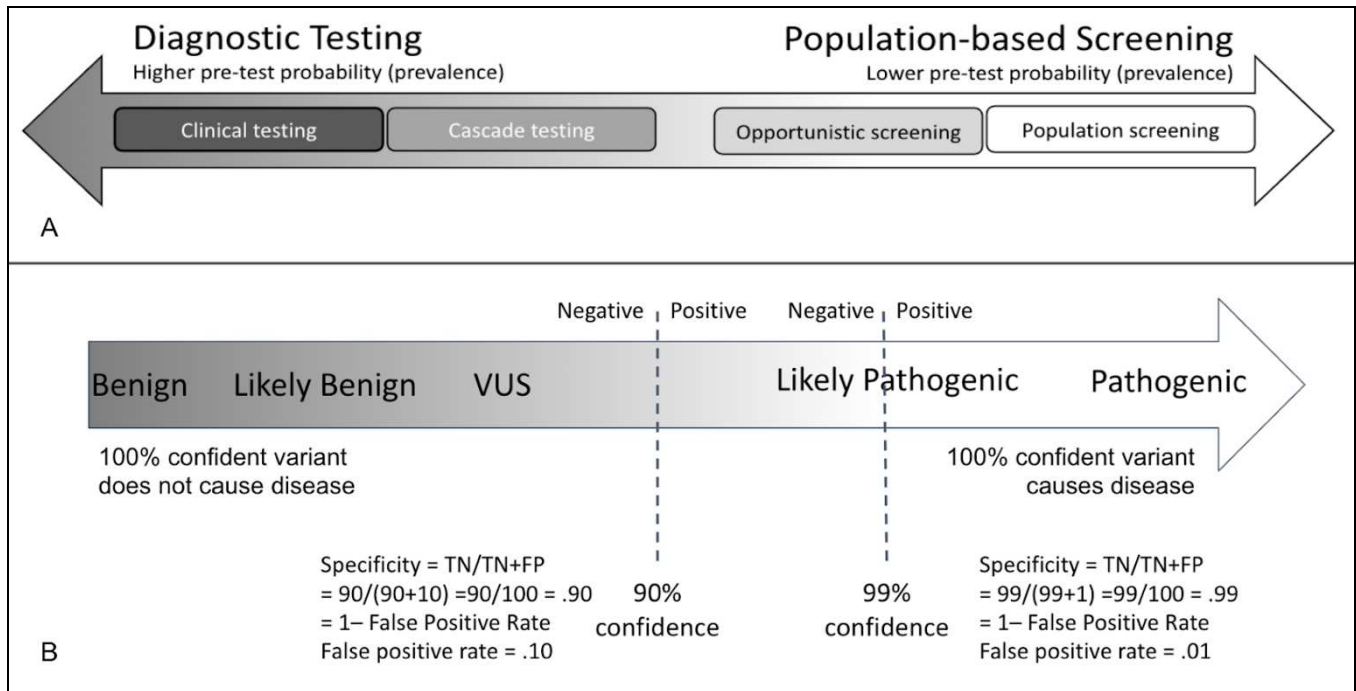 Diagnostic Testing
Higher pre-test probability (prevalence)
Population-based Screening
Lower pre-test probability (prevalence)
Clinical testing
Cascade testing
Opportunistic screening
Population screening
A
Negative
Positive
Negative
Positive
Benign
Likely Benign
VUS
Likely Pathogenic
Pathogenic
100% confident variant
does not cause disease
100% confident variant
causes disease
Specificity = TN/TN+FP
= 90/(90+10) =90/100 = .90
= 1– False Positive Rate
False positive rate = .10
90%
confidence
99%
confidence
Specificity = TN/TN+FP
= 99/(99+1) =99/100 = .99
= 1– False Positive Rate
False positive rate = .01
B